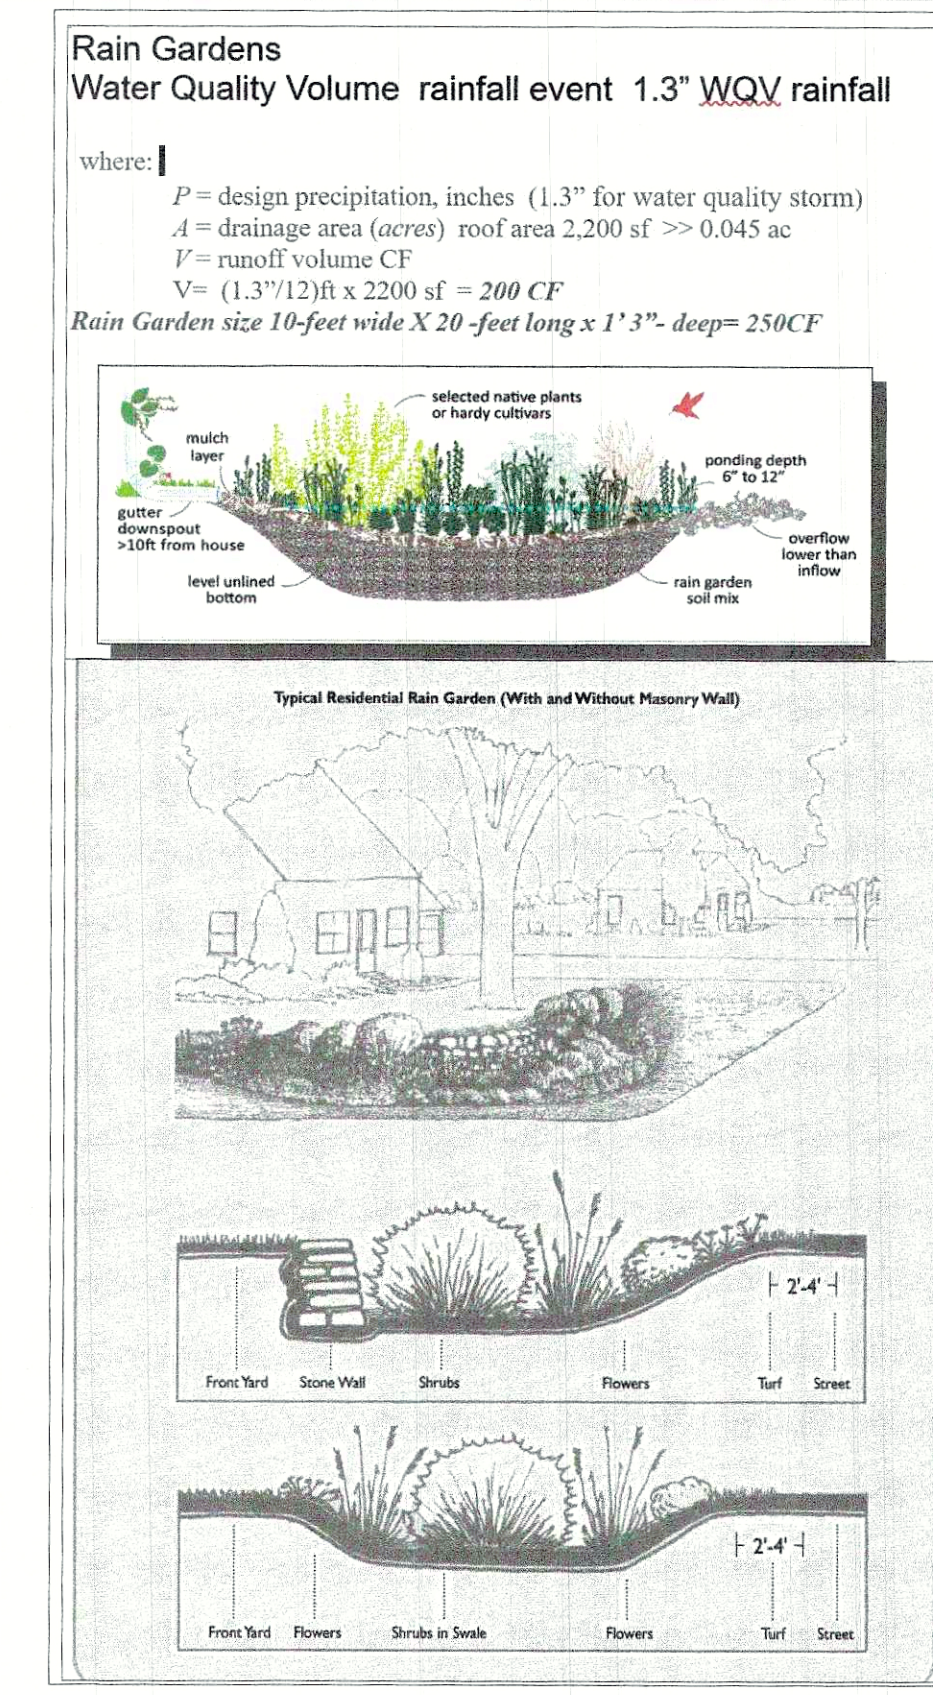 Rain Gardens
Water Quality Volume rainfall event 1.3” WQV rainfall
where:
P = design precipitation, inches (1.3” for water quality storm)
A = drainage area (acres) roof area 2,200 sf >> 0.045 ac
V = runoff volume CF
V= (1.3”/12)ft x 2200 sf = 200 CF
Rain Garden size 10-feet wide X 20 -feet long x 1’ 3”- deep= 250CF
selected native plants
or hardy cultivars
mulch
layer
ponding depth
6” to 12”
gutter
downspout
>10ft from house
overflow
lower than
inflow
level unlined
bottom
rain garden
soil mix
Typical Residential Rain Garden (With and Without Masonry Wall)
2'-4'
Front Yard Stone Wall Shrubs Flowers Turf Street
2'-4'
Front Yard Flowers Shrubs in Swale Flowers Turf Street